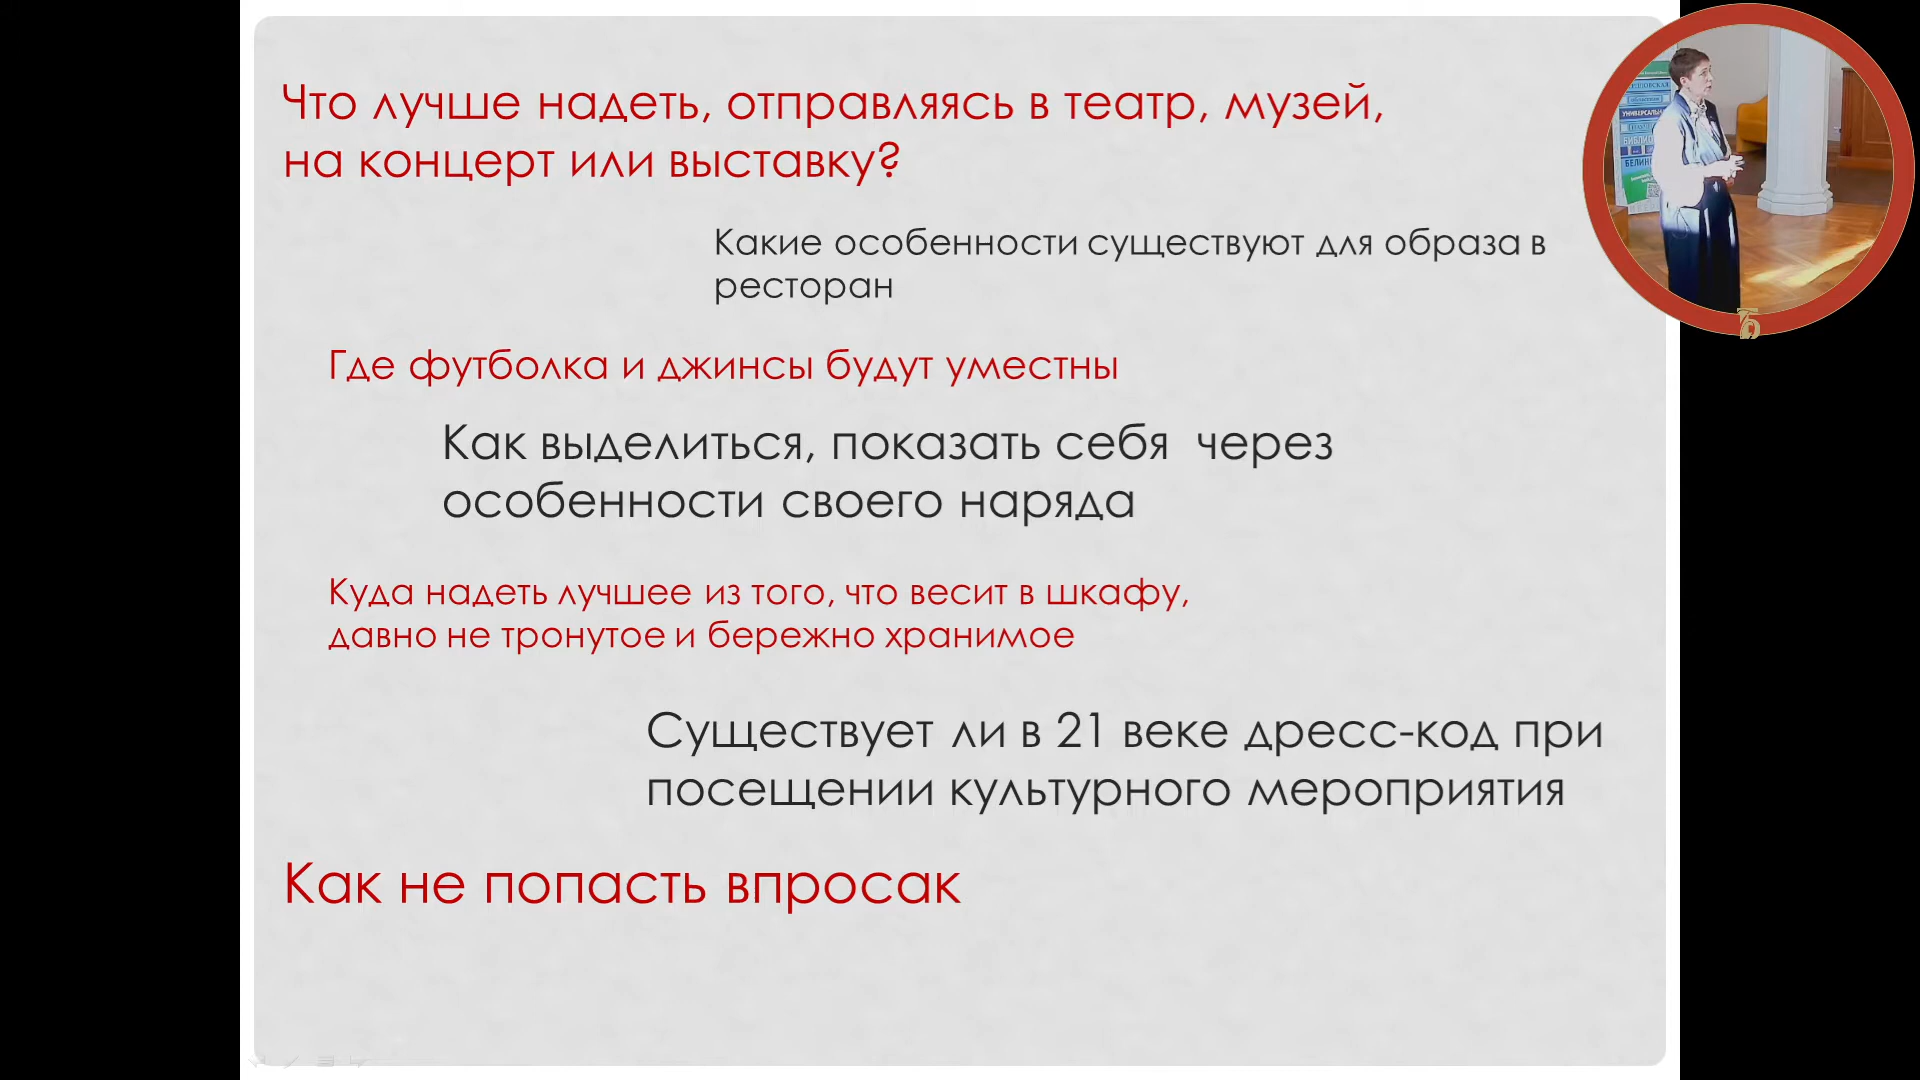 Что лучше надеть, отправляясь в театр, музей,
на концерт или выставку?
Какие особенности существуют для образа в
ресторан
Где футболка и джинсы будут уместны
Как выделиться, показать себя через
особенности своего наряда
Куда надеть лучшее из того, что весит в шкафу,
давно не тронутое и бережно хранимое
Существует ли в 21 веке дресс-код при
посещении культурного мероприятия
Как не попасть впросак